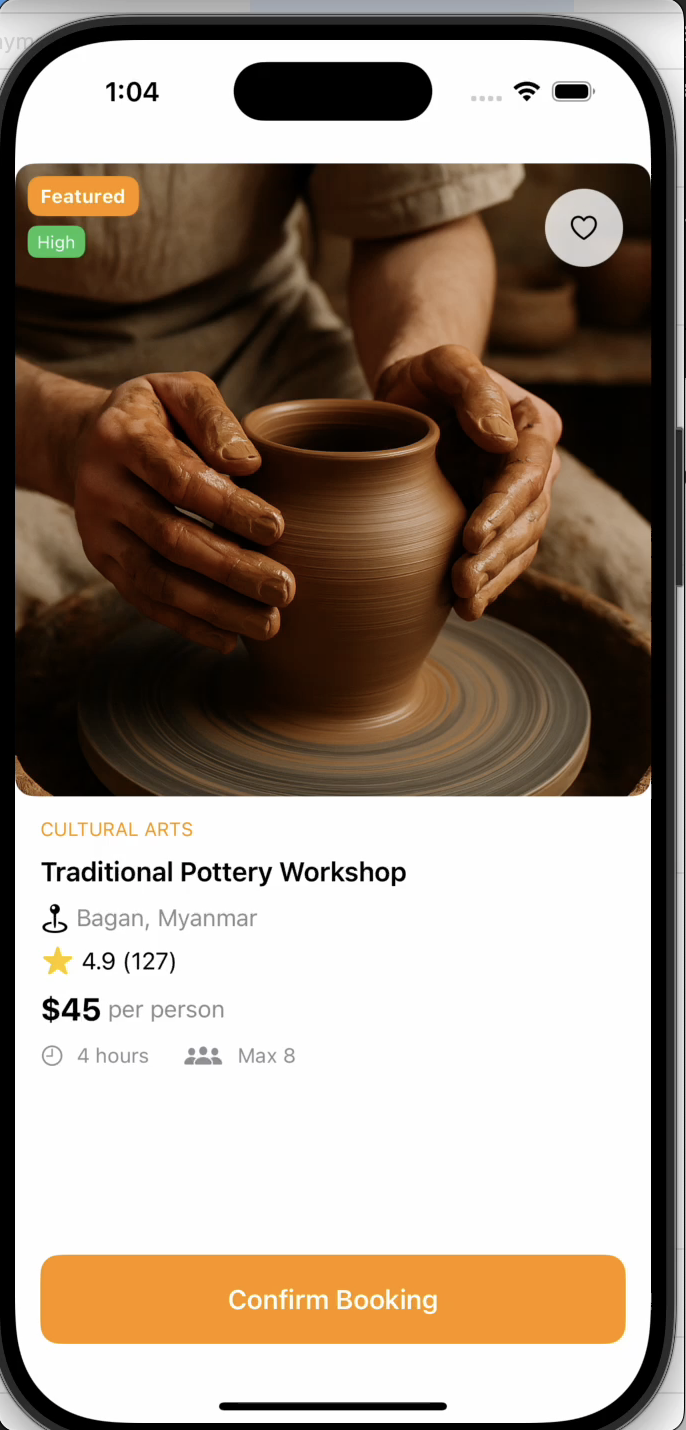 1:04
Featured
High
CULTURAL ARTS
Traditional Pottery Workshop
Bagan, Myanmar
4.9 (127)
$45 per person
4 hours Max 8
Confirm Booking